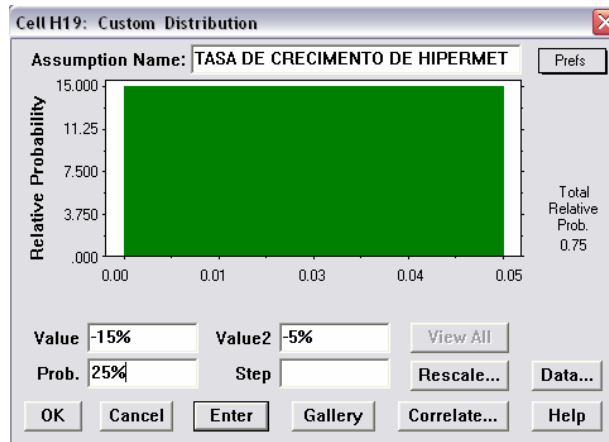 Cell H19: Custom Distribution
Assumption Name: TASA DE CRECIMENTO DE HIPERMET Prefs
Relative Probability
15.000
11.25
7.500
3.750
.000
0.00 0.01 0.03 0.04 0.05
Total
Relative
Prob.
0.75
Value -15% Value2 -5% View All
Prob. 25% Step Rescale... Data...
OK Cancel Enter Gallery Correlate... Help